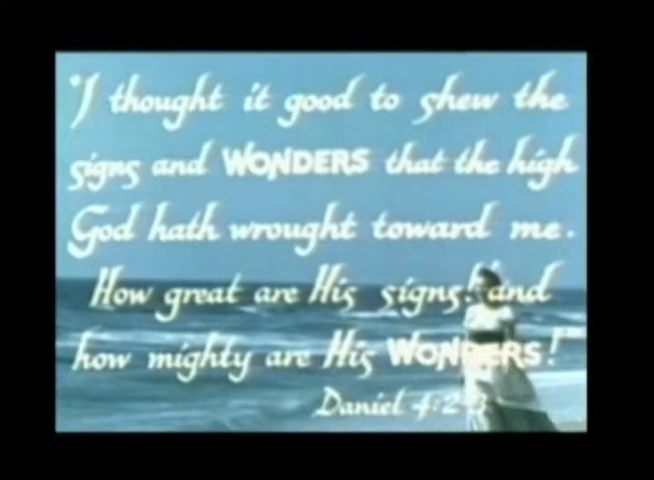 "I thought it good to shew the
signs and WONDERS that the high
God hath wrought toward me.
How great are His signs! and
how mighty are His WONDERS!"
Daniel 4:2-3